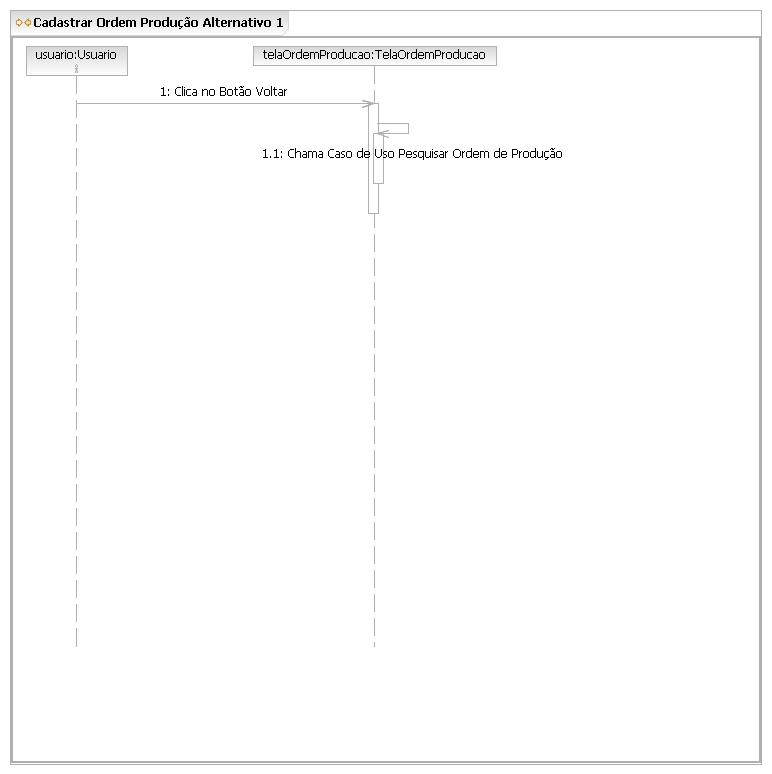 Cadastrar Ordem Produção Alternativo 1
usuario:Usuario
telaOrdemProducao:TelaOrdemProducao
1: Clica no Botão Voltar
1.1: Chama Caso de Uso Pesquisar Ordem de Produção